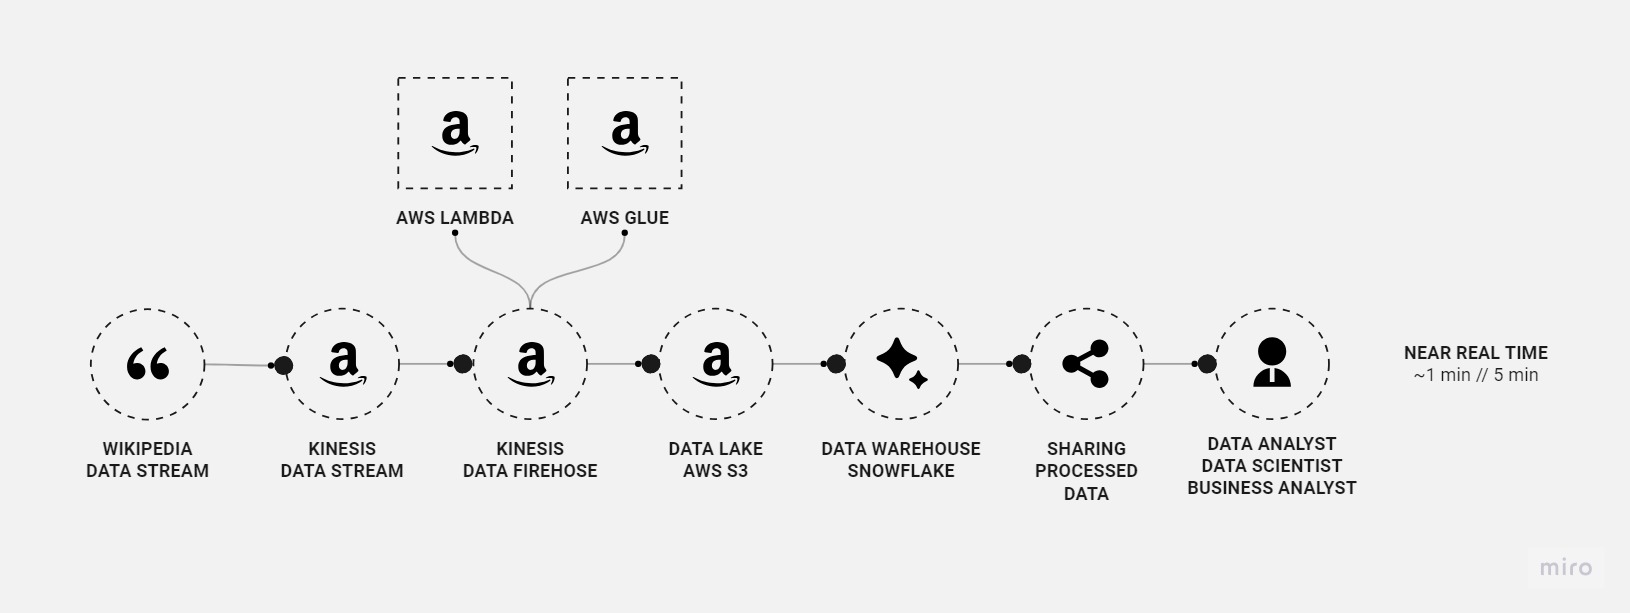 AWS LAMBDA
AWS GLUE
WIKIPEDIA
DATA STREAM
KINESIS
DATA STREAM
KINESIS
DATA FIREHOSE
DATA LAKE
AWS S3
DATA WAREHOUSE
SNOWFLAKE
SHARING
PROCESSED
DATA
DATA ANALYST
DATA SCIENTIST
BUSINESS ANALYST
NEAR REAL TIME
~1 min // 5 min
miro